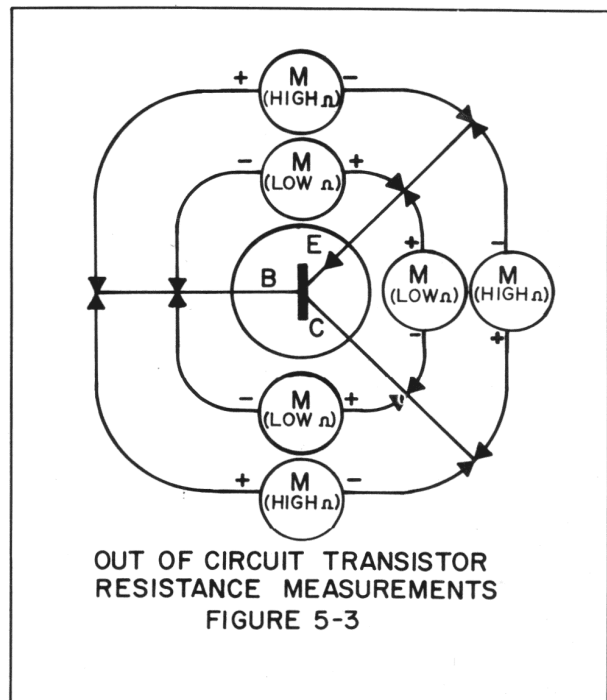 + M -
(HIGH Ω)
- M +
(LOW Ω)
E
B
C
+ -
M
(LOW Ω)
M
(HIGH Ω)
- +
- M +
(LOW Ω)
+ M -
(HIGH Ω)
OUT OF CIRCUIT TRANSISTOR
RESISTANCE MEASUREMENTS
FIGURE 5-3